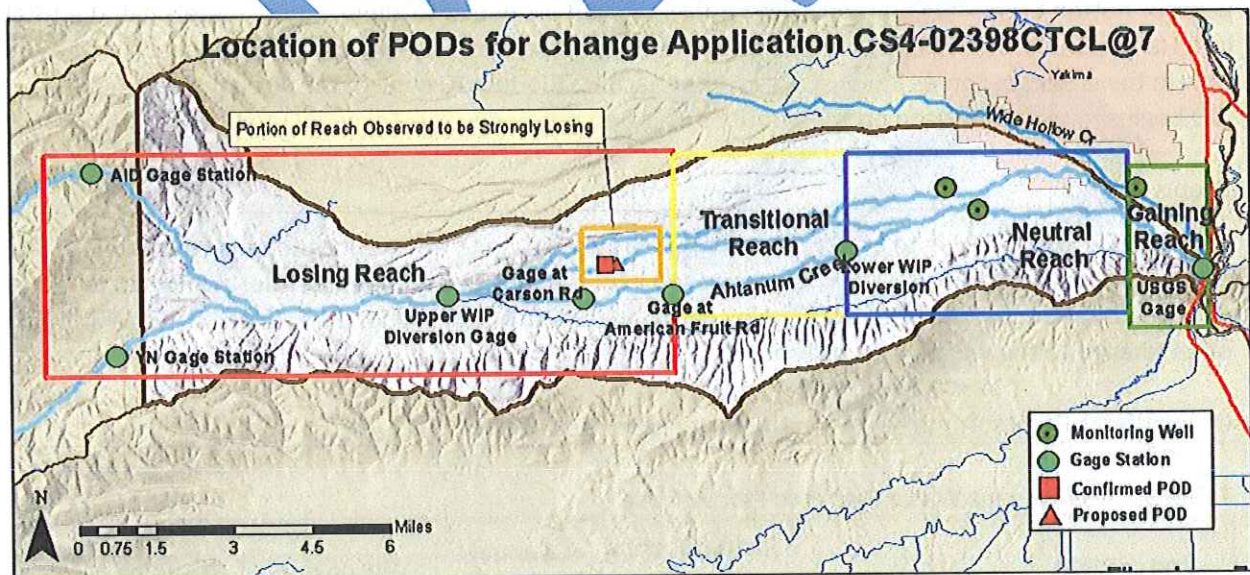 Location of PODs for Change Application CS4-02398CTCL@7
Yakima
Wide Hollow Cr
Portion of Reach Observed to be Strongly Losing
AID Gage Station
Transitional
Reach
Gaining
Reach
Neutral
Reach
Losing Reach
Gage at
Carson Rd
Ahtanum Creek
Lower WIP
Diversion
USGS
Gage
Upper WIP
Diversion Gage
Gage at
American Fruit Rd
YN Gage Station
Monitoring Well
Gage Station
Confirmed POD
Proposed POD
N
Miles
0 0.75 1.5 3 4.5 6